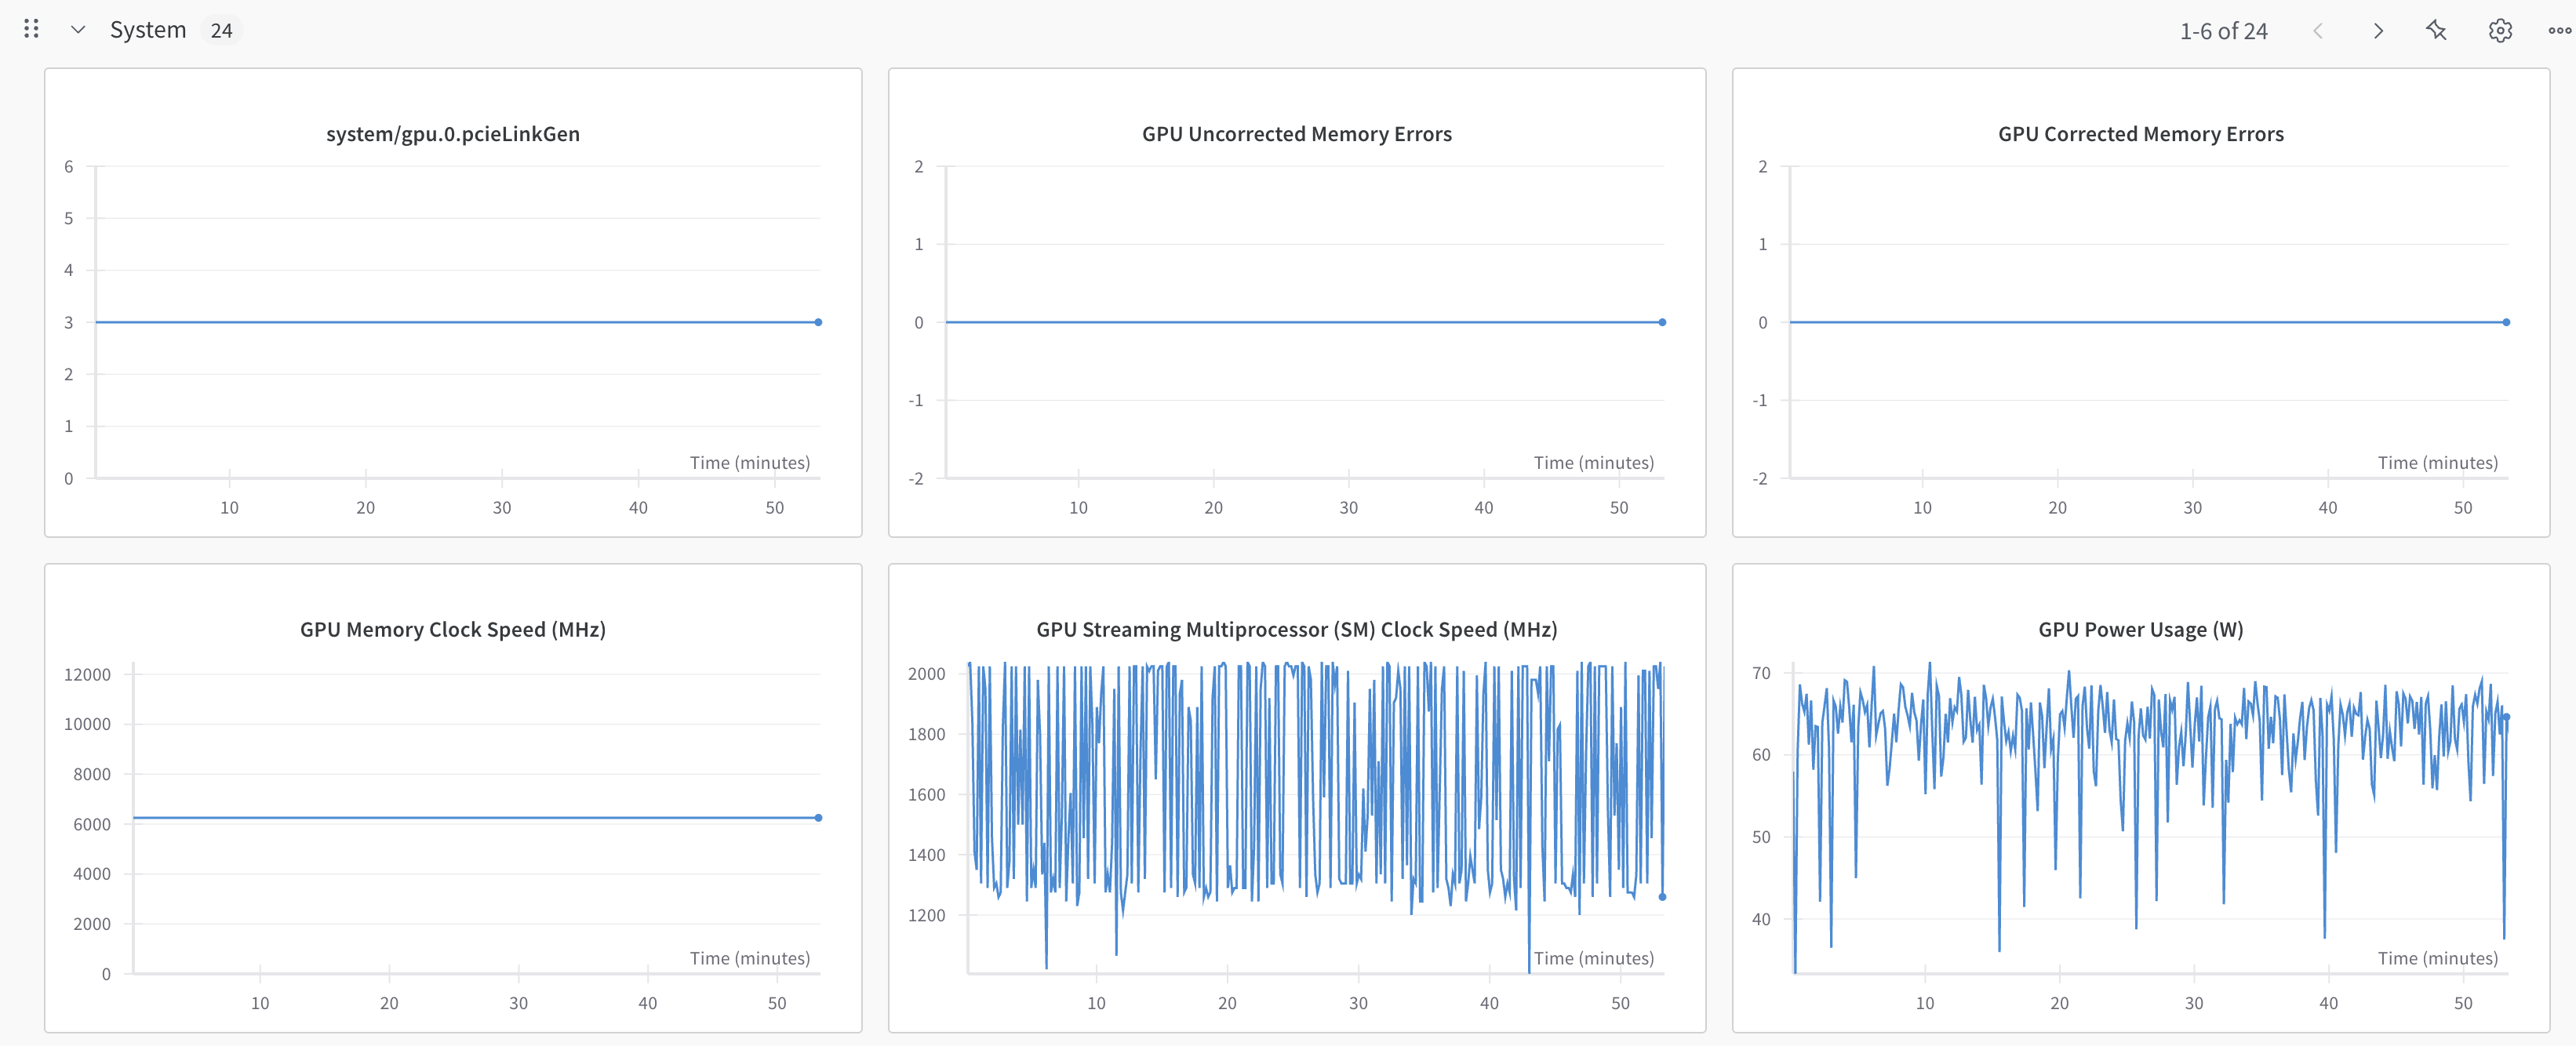 System 24
1-6 of 24
system/gpu.0.pcieLinkGen
6
5
4
3
2
1
0
Time (minutes)
10 20 30 40 50
GPU Uncorrected Memory Errors
2
1
0
-1
-2
Time (minutes)
10 20 30 40 50
GPU Corrected Memory Errors
2
1
0
-1
-2
Time (minutes)
10 20 30 40 50
GPU Memory Clock Speed (MHz)
12000
10000
8000
6000
4000
2000
0
Time (minutes)
10 20 30 40 50
GPU Streaming Multiprocessor (SM) Clock Speed (MHz)
2000
1800
1600
1400
1200
Time (minutes)
10 20 30 40 50
GPU Power Usage (W)
70
60
50
40
Time (minutes)
10 20 30 40 50